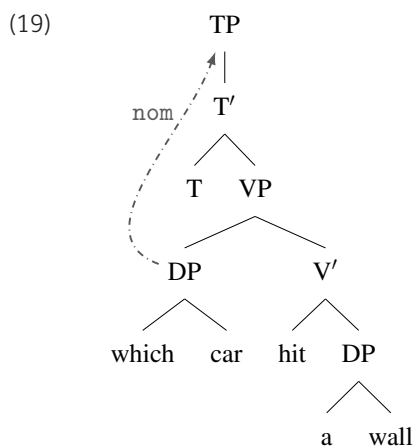 (19) TP
T′
nom
T VP
DP V′
which car hit DP
a wall